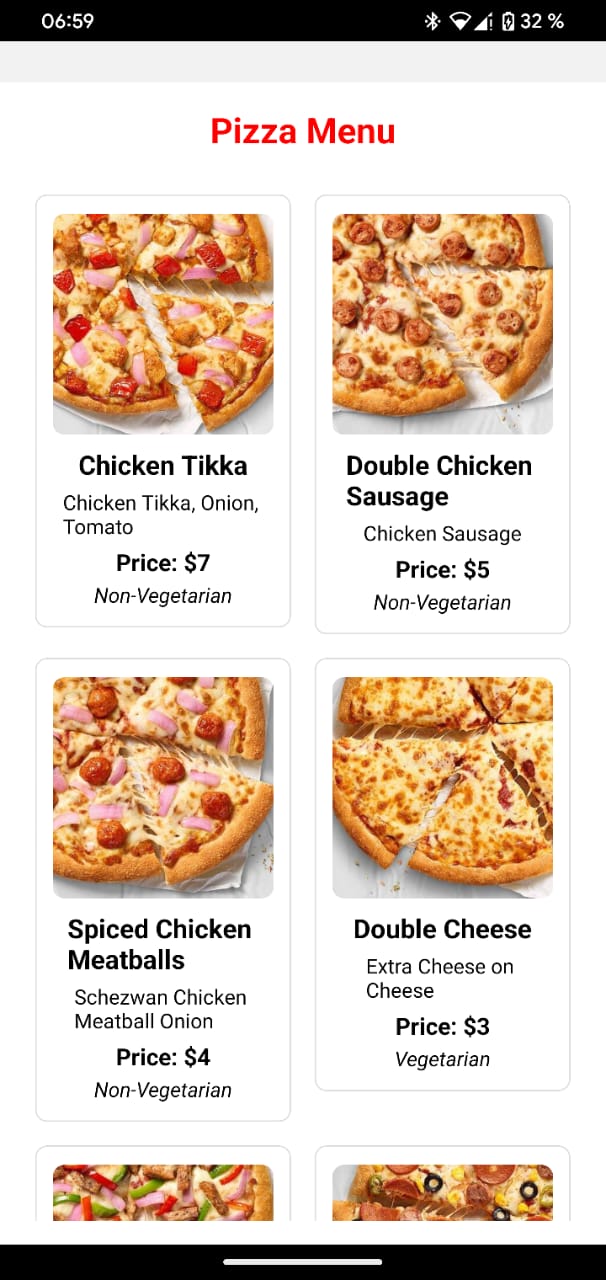 06:59
32 %
Pizza Menu
Chicken Tikka
Chicken Tikka, Onion,
Tomato
Price: $7
Non-Vegetarian
Double Chicken
Sausage
Chicken Sausage
Price: $5
Non-Vegetarian
Spiced Chicken
Meatballs
Schezwan Chicken
Meatball Onion
Price: $4
Non-Vegetarian
Double Cheese
Extra Cheese on
Cheese
Price: $3
Vegetarian